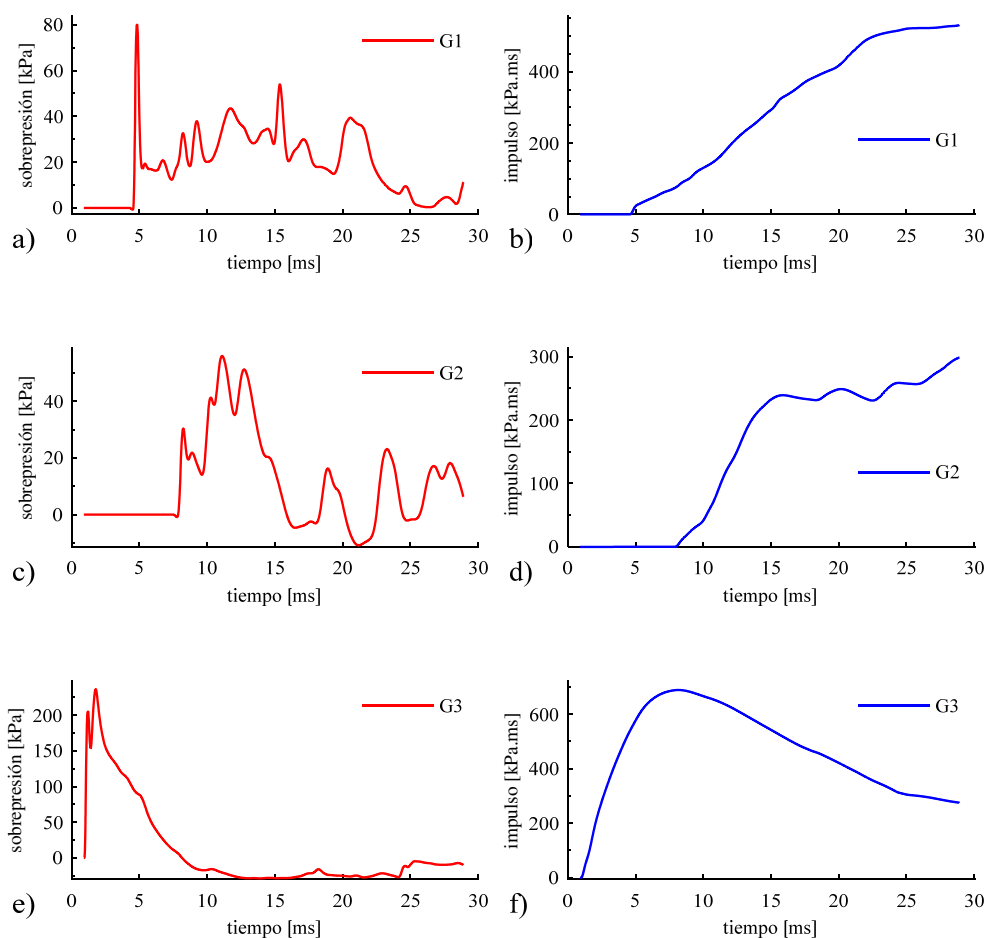 80
60
40
20
0
sobrepresión [kPa]
G1
0 5 10 15 20 25 30
a)
tiempo [ms]
400
200
0
impulso [kPa.ms]
G1
0 5 10 15 20 25 30
b)
tiempo [ms]
40
20
0
sobrepresión [kPa]
G2
0 5 10 15 20 25 30
c)
tiempo [ms]
300
200
100
0
impulso [kPa.ms]
G2
0 5 10 15 20 25 30
d)
tiempo [ms]
200
150
100
50
0
sobrepresión [kPa]
G3
0 5 10 15 20 25 30
e)
tiempo [ms]
600
400
200
0
impulso [kPa.ms]
G3
0 5 10 15 20 25 30
f)
tiempo [ms]